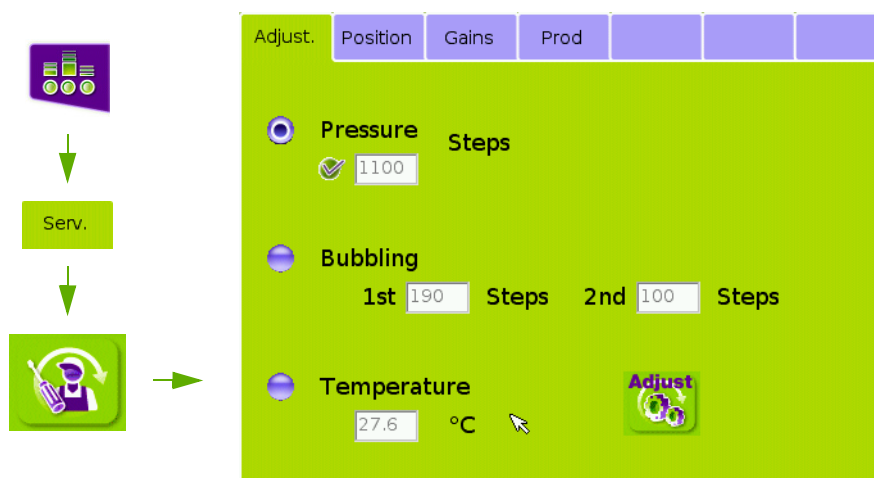 Adjust. Position Gains Prod
Pressure
Steps
1100
Serv.
Bubbling
1st 190 Steps 2nd 100 Steps
Temperature
Adjust
27.6 °C